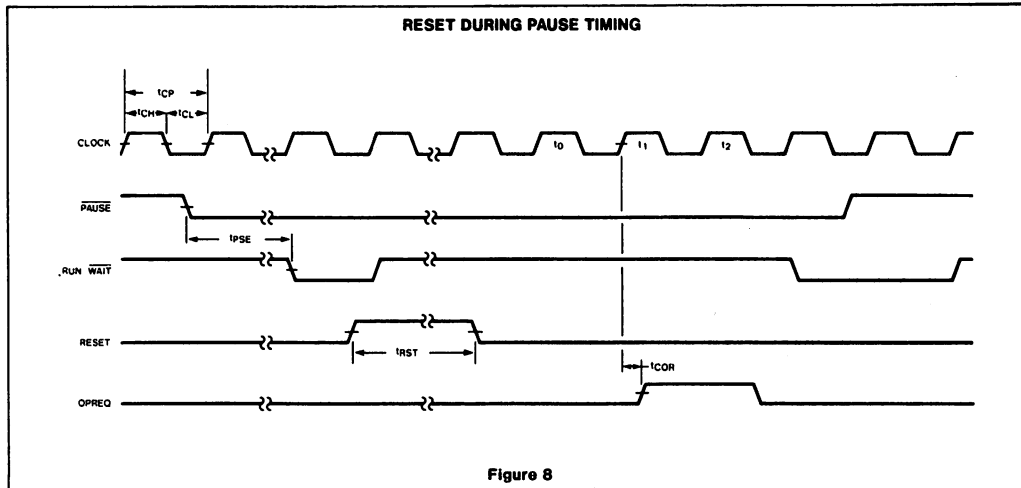 RESET DURING PAUSE TIMING
tCP
tCH
tCL
CLOCK
t0
t1
t2
PAUSE
tPSE
RUN WAIT
RESET
tRST
tCOR
OPREQ
Figure 8